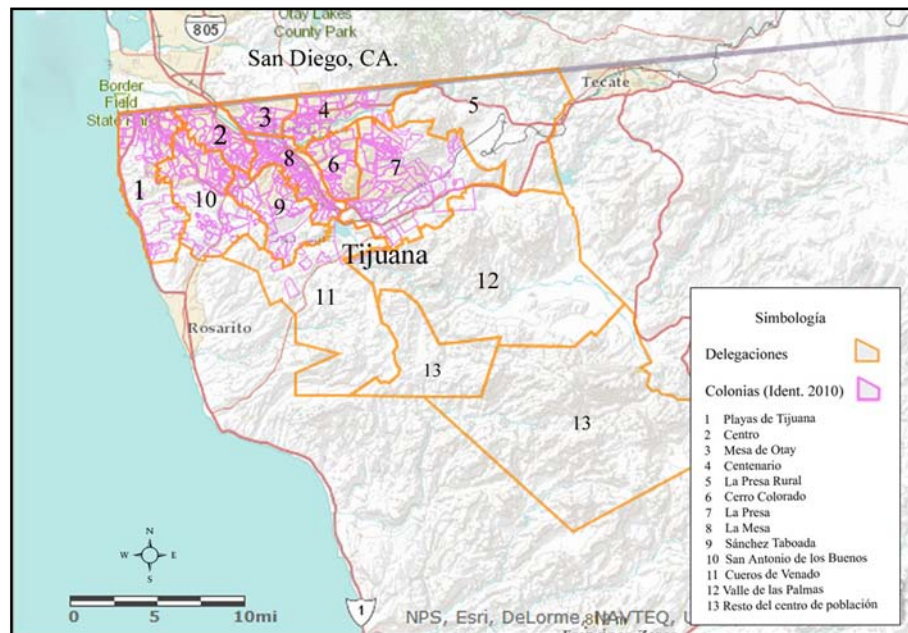 805
Otay Lakes
County Park
San Diego, CA.
Border
Field
State Park
Tecate
5
4
3
2
8
6
7
1
10
9
Tijuana
12
11
Rosarito
13
13
Simbología
Delegaciones
Colonias (Ident. 2010)
1 Playas de Tijuana
2 Centro
3 Mesa de Otay
4 Centenario
5 La Presa Rural
6 Cerro Colorado
7 La Presa
8 La Mesa
9 Sánchez Taboada
10 San Antonio de los Buenos
11 Cueros de Venado
12 Valle de las Palmas
13 Resto del centro de población
N
W E
S
0 5 10mi
1
NPS, Esri, DeLorme, NAVTEQ,